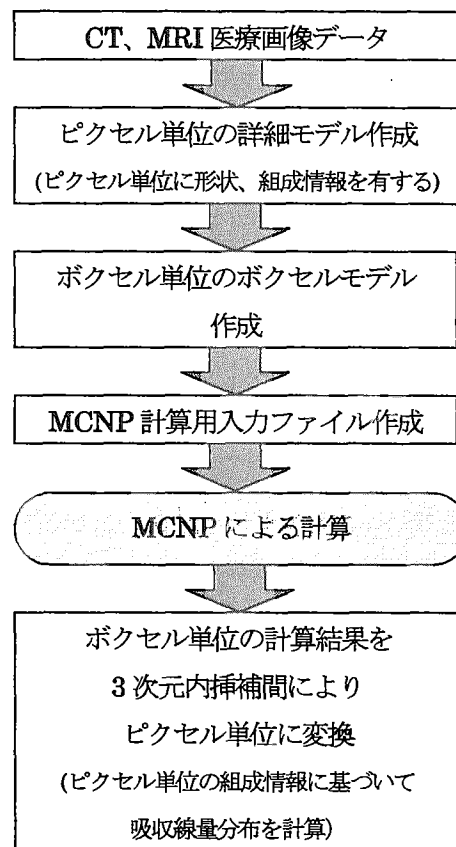 CT、MRI 医療画像データ
ピクセル単位の詳細モデル作成
(ピクセル単位に形状、組成情報を有する)
ボクセル単位のボクセルモデル
作成
MCNP 計算用入力ファイル作成
MCNP による計算
ボクセル単位の計算結果を
3 次元内挿補間により
ピクセル単位に変換
(ピクセル単位の組成情報に基づいて
吸収線量分布を計算)